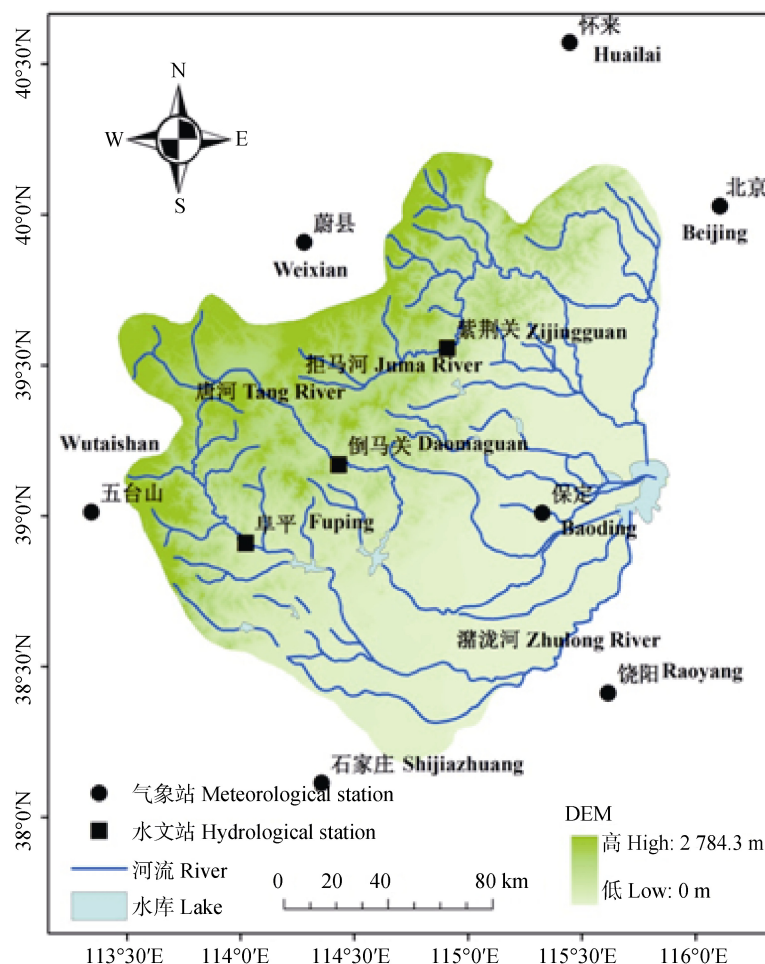 怀来
Huailai
40°30′N
N
W
E
S
北京
Beijing
40°0′N
蔚县
Weixian
紫荆关 Zijingguan
拒马河 Juma River
39°30′N
唐河 Tang River
倒马关 Daomaguan
Wutaishan
五台山
保定
Baoding
39°0′N
阜平 Fuping
潴泷河 Zhulong River
38°30′N
饶阳 Raoyang
石家庄 Shijiazhuang
38°0′N
气象站 Meteorological station
水文站 Hydrological station
河流 River
水库 Lake
0 20 40 80 km
DEM
高 High: 2 784.3 m
低 Low: 0 m
113°30′E 114°0′E 114°30′E 115°0′E 115°30′E 116°0′E